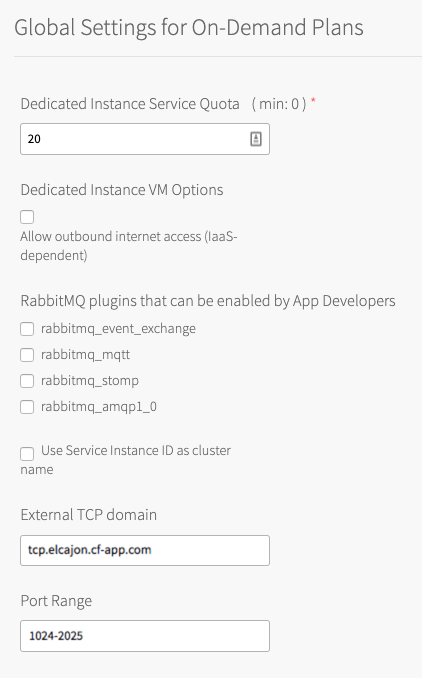 Global Settings for On-Demand Plans
Dedicated Instance Service Quota ( min: 0 ) *
20
Dedicated Instance VM Options
Allow outbound internet access (IaaS-
dependent)
RabbitMQ plugins that can be enabled by App Developers
rabbitmq_event_exchange
rabbitmq_mqtt
rabbitmq_stomp
rabbitmq_amqp1_0
Use Service Instance ID as cluster
name
External TCP domain
tcp.elcajon.cf-app.com
Port Range
1024-2025